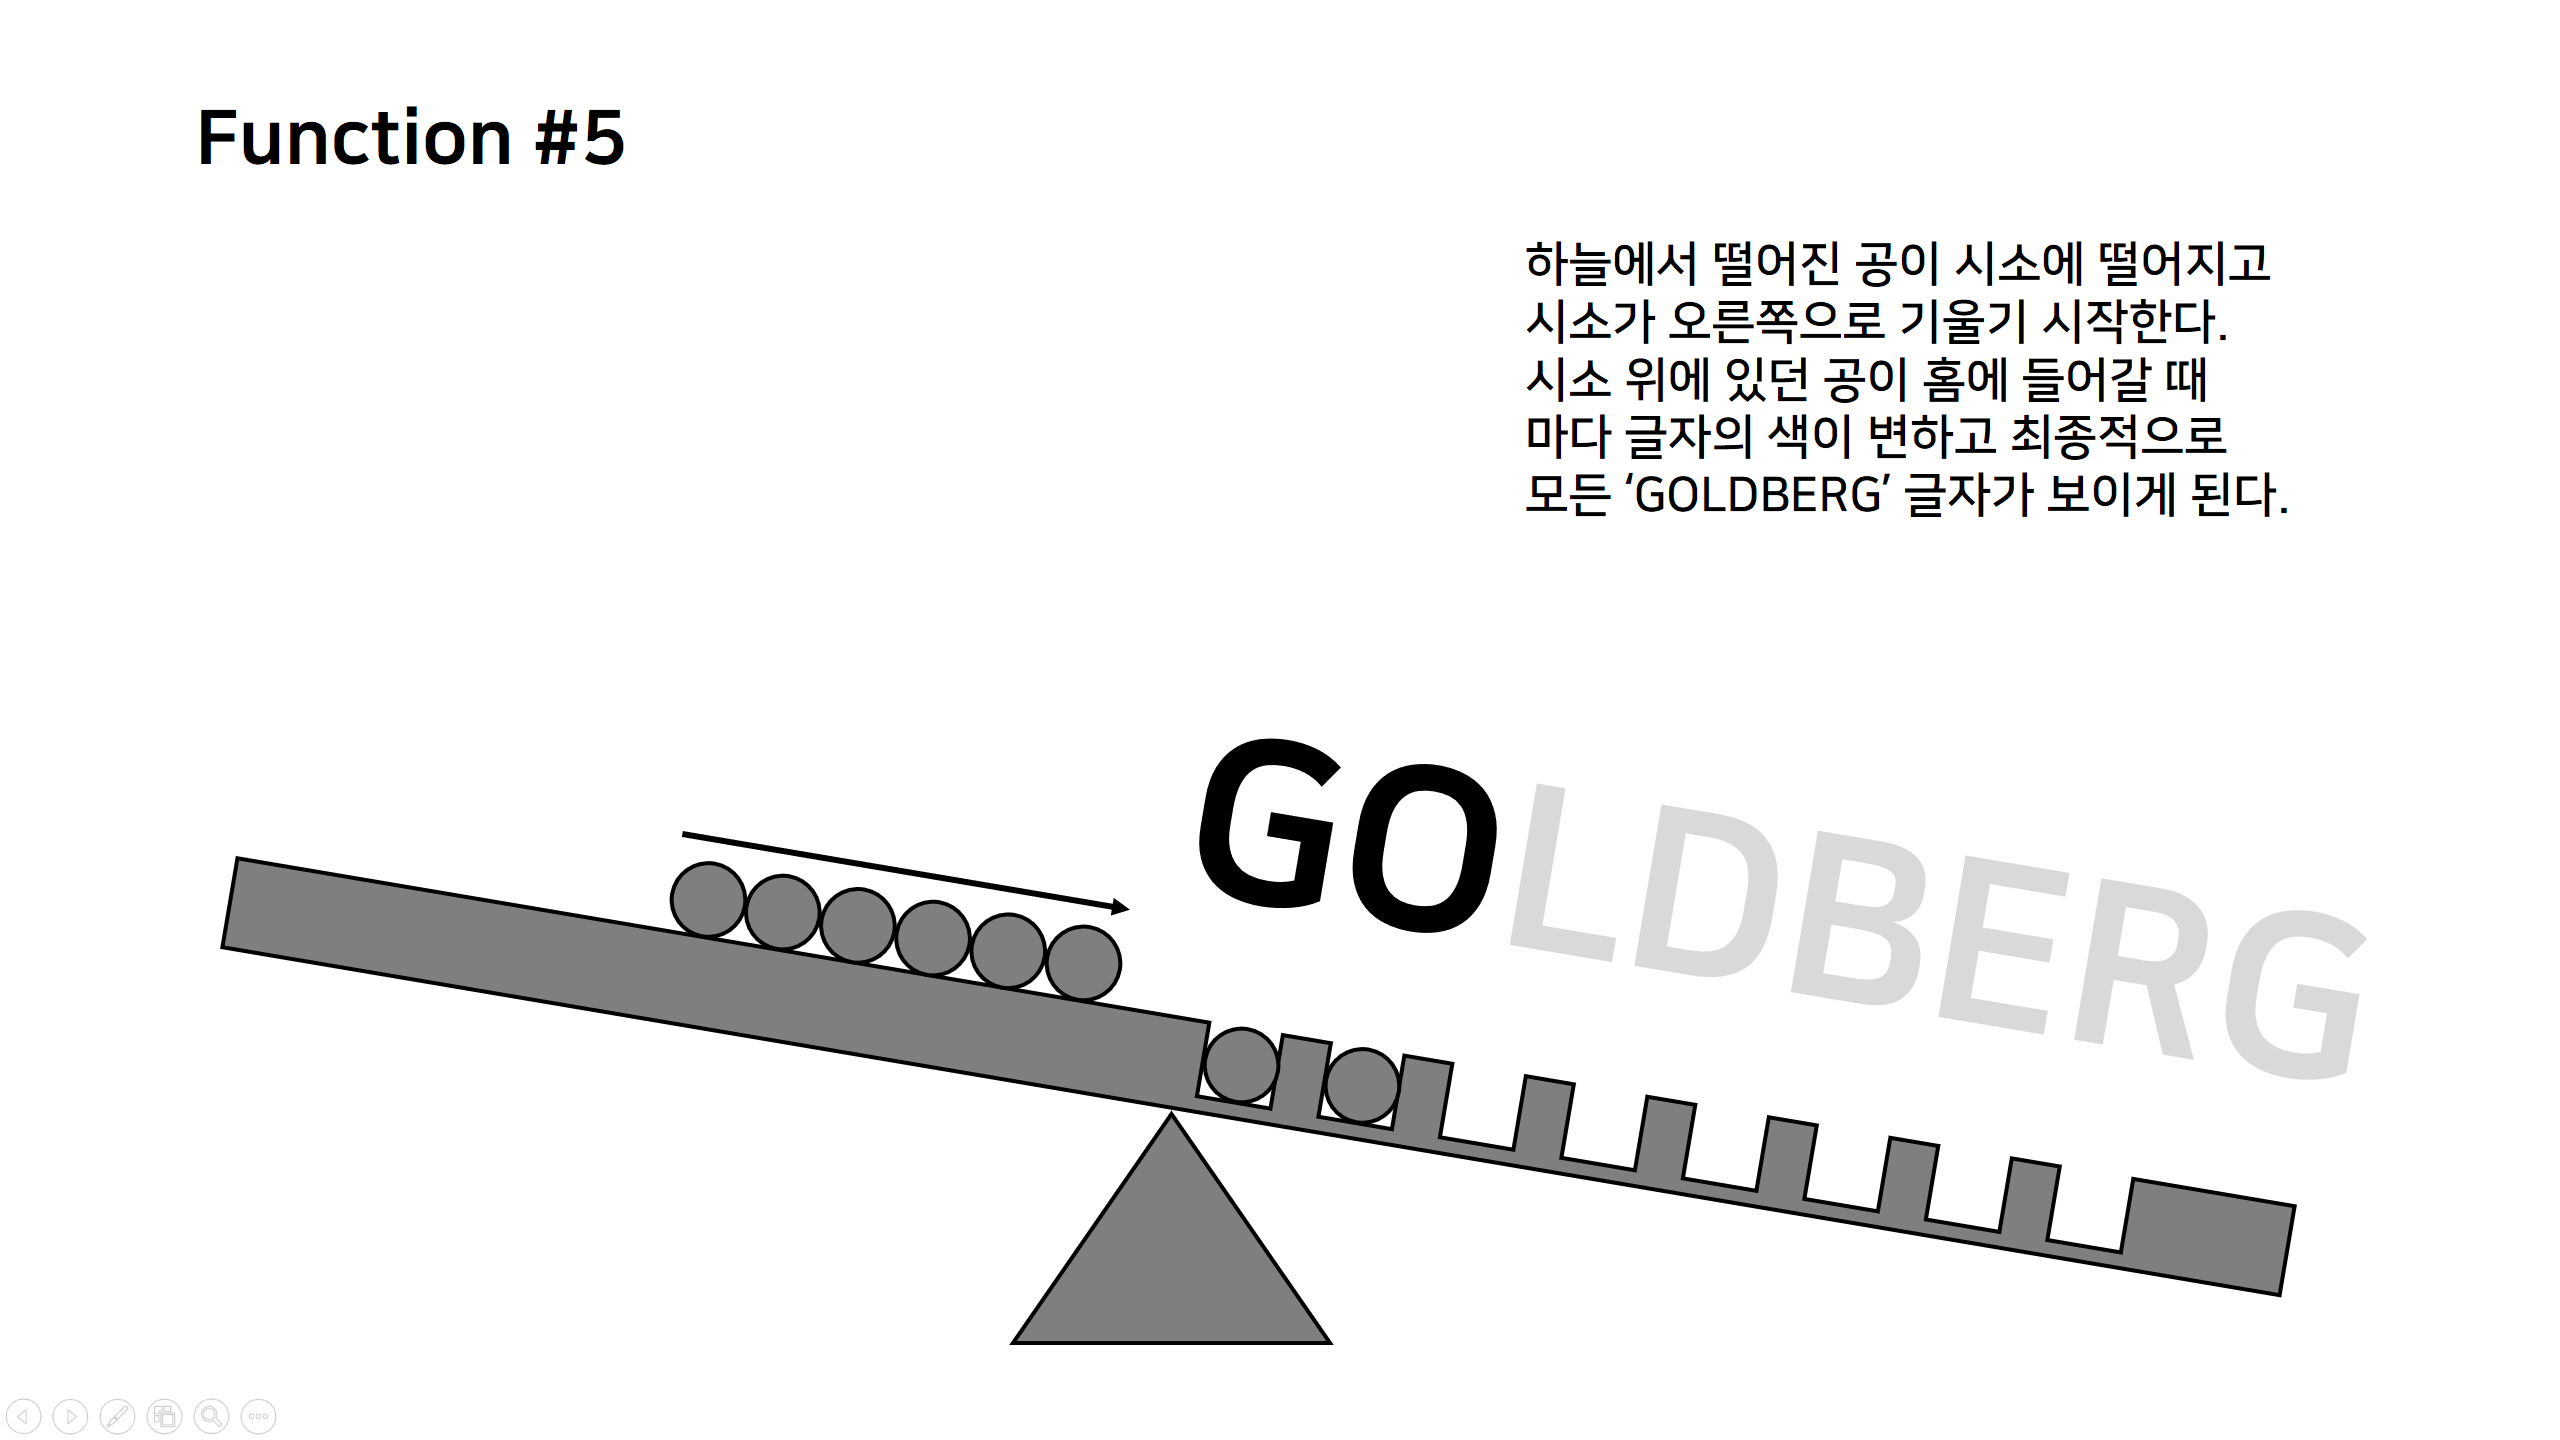 Function #5
하늘에서 떨어진 공이 시소에 떨어지고
시소가 오른쪽으로 기울기 시작한다.
시소 위에 있던 공이 홈에 들어갈 때
마다 글자의 색이 변하고 최종적으로
모든 ‘GOLDBERG’ 글자가 보이게 된다.
GOLDBERG